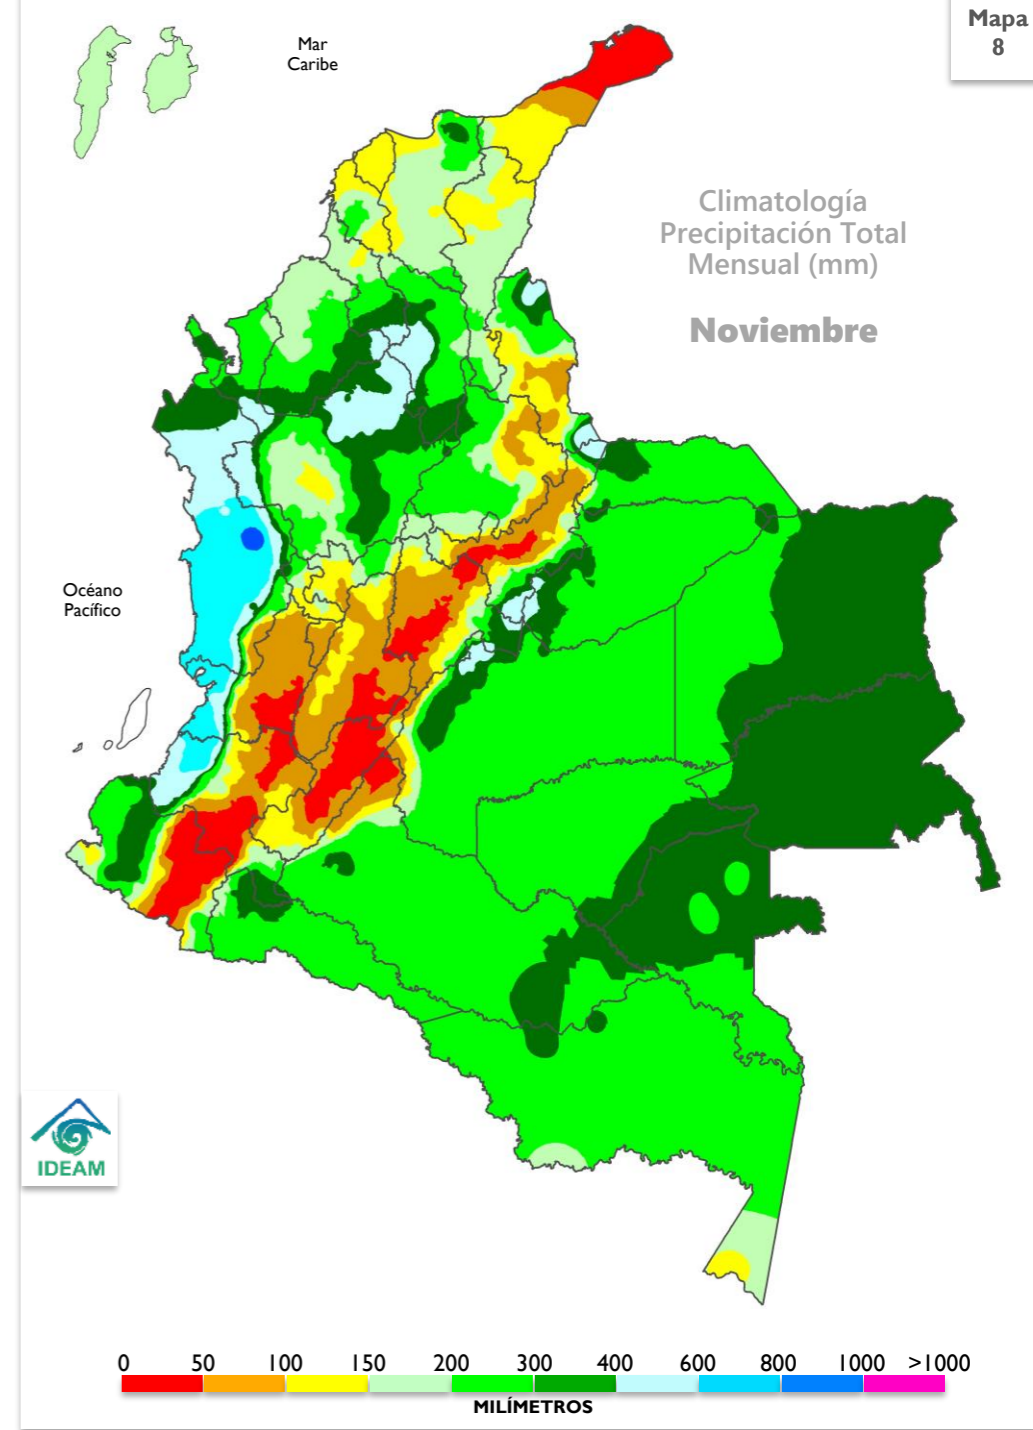 Mapa
8
Mar
Caribe
Climatología
Precipitación Total
Mensual (mm)
Noviembre
Océano
Pacífico
IDEAM
0 50 100 150 200 300 400 600 800 1000 >1000
MILÍMETROS